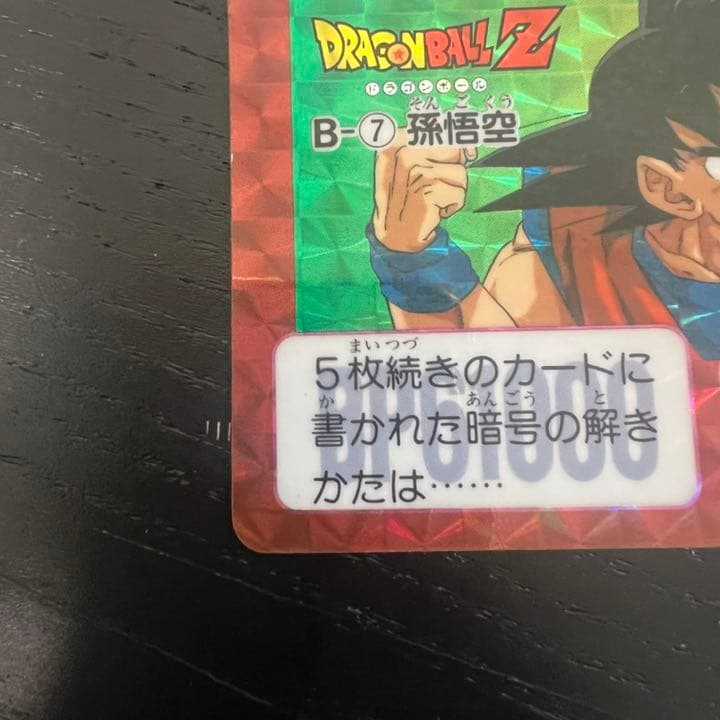 DRAGONBALL Z
ドラゴンボール
そん ご くう
B-⑦ 孫悟空
まいつづ
5枚続きのカードに
か あんごう と
書かれた暗号の解き
かたは……
BP61000